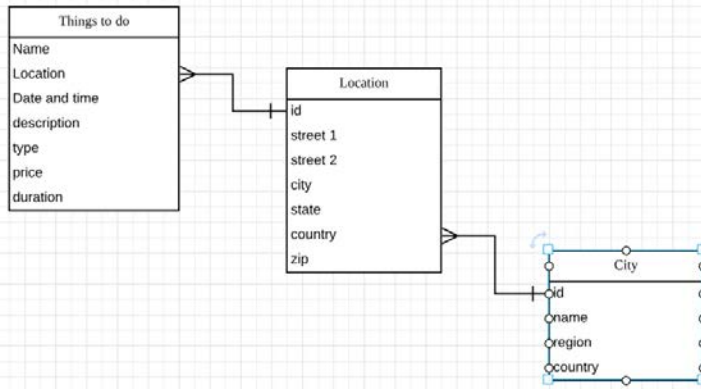 Things to do
Name
Location
Date and time
description
type
price
duration
Location
id
street 1
street 2
city
state
country
zip
City
id
name
region
country